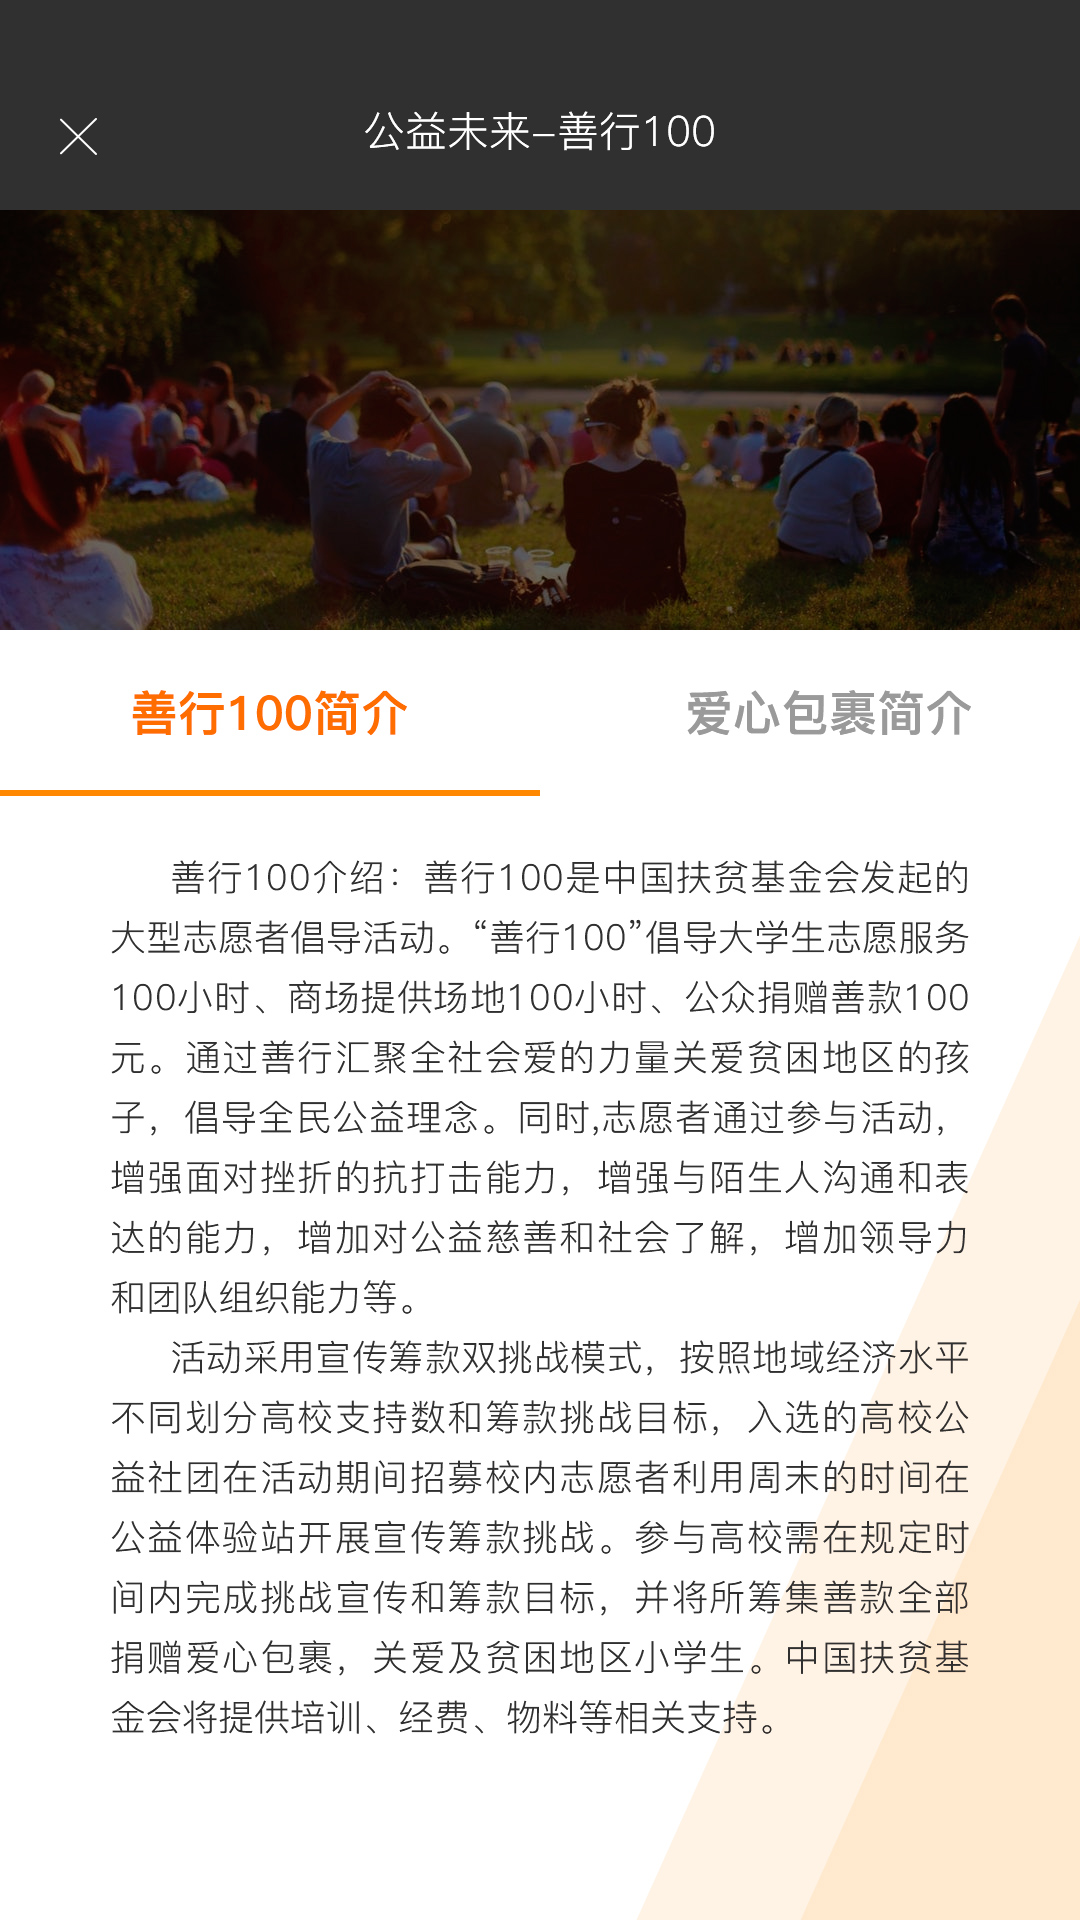 公益未来–善行100
善行100简介
爱心包裹简介
善行100介绍：善行100是中国扶贫基金会发起的
大型志愿者倡导活动。“善行100”倡导大学生志愿服务
100小时、商场提供场地100小时、公众捐赠善款100
元。通过善行汇聚全社会爱的力量关爱贫困地区的孩
子，倡导全民公益理念。同时,志愿者通过参与活动，
增强面对挫折的抗打击能力，增强与陌生人沟通和表
达的能力，增加对公益慈善和社会了解，增加领导力
和团队组织能力等。
活动采用宣传筹款双挑战模式，按照地域经济水平
不同划分高校支持数和筹款挑战目标，入选的高校公
益社团在活动期间招募校内志愿者利用周末的时间在
公益体验站开展宣传筹款挑战。参与高校需在规定时
间内完成挑战宣传和筹款目标，并将所筹集善款全部
捐赠爱心包裹，关爱及贫困地区小学生。中国扶贫基
金会将提供培训、经费、物料等相关支持。